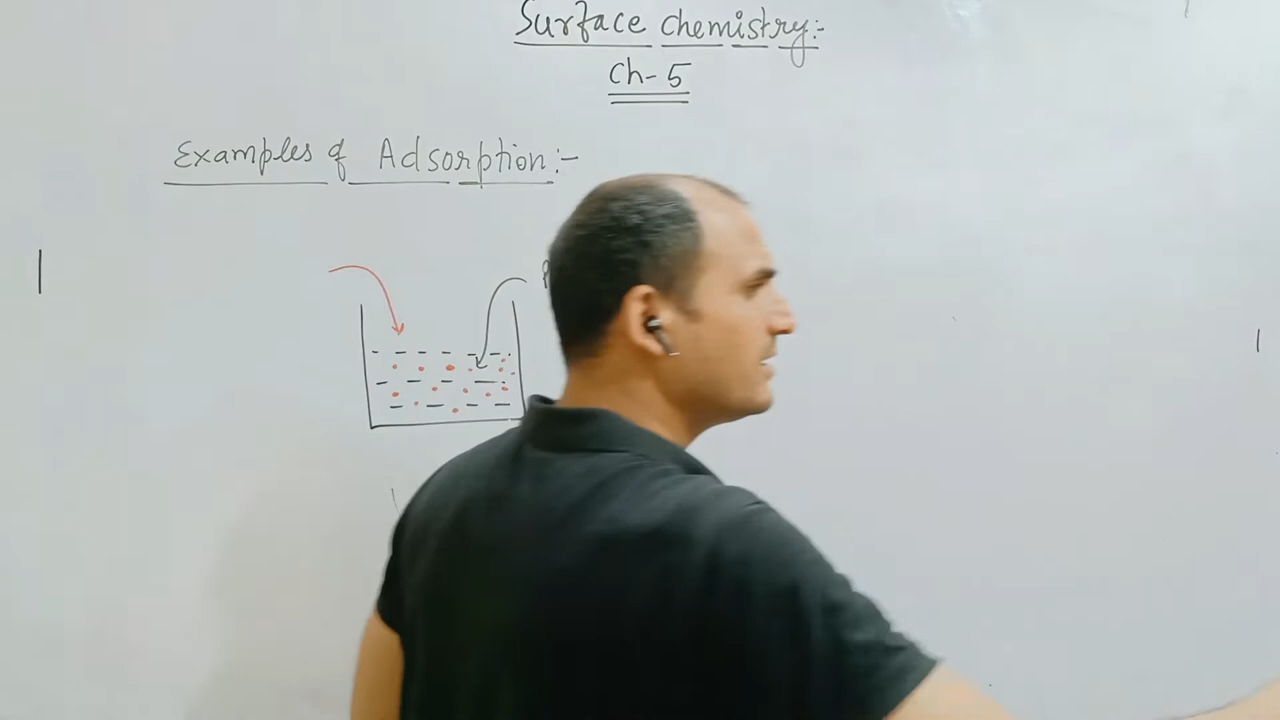 Surface chemistry:-
Ch- 5
Examples of Adsorption:-